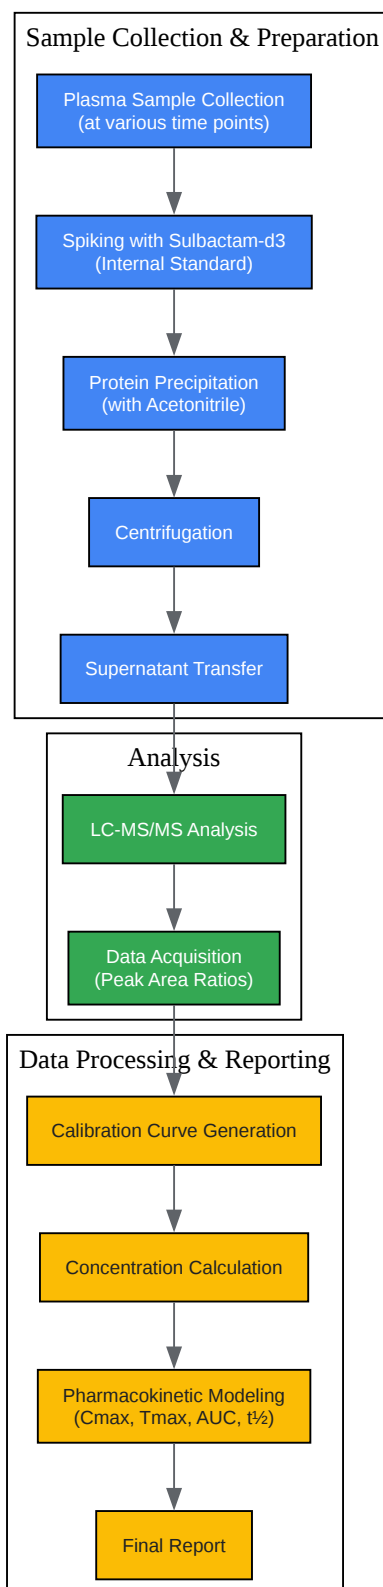 Sample Collection & Preparation
Plasma Sample Collection
(at various time points)
Spiking with Sulbactam-d3
(Internal Standard)
Protein Precipitation
(with Acetonitrile)
Centrifugation
Supernatant Transfer
Analysis
LC-MS/MS Analysis
Data Acquisition
(Peak Area Ratios)
Data Processing & Reporting
Calibration Curve Generation
Concentration Calculation
Pharmacokinetic Modeling
(Cmax, Tmax, AUC, t½)
Final Report